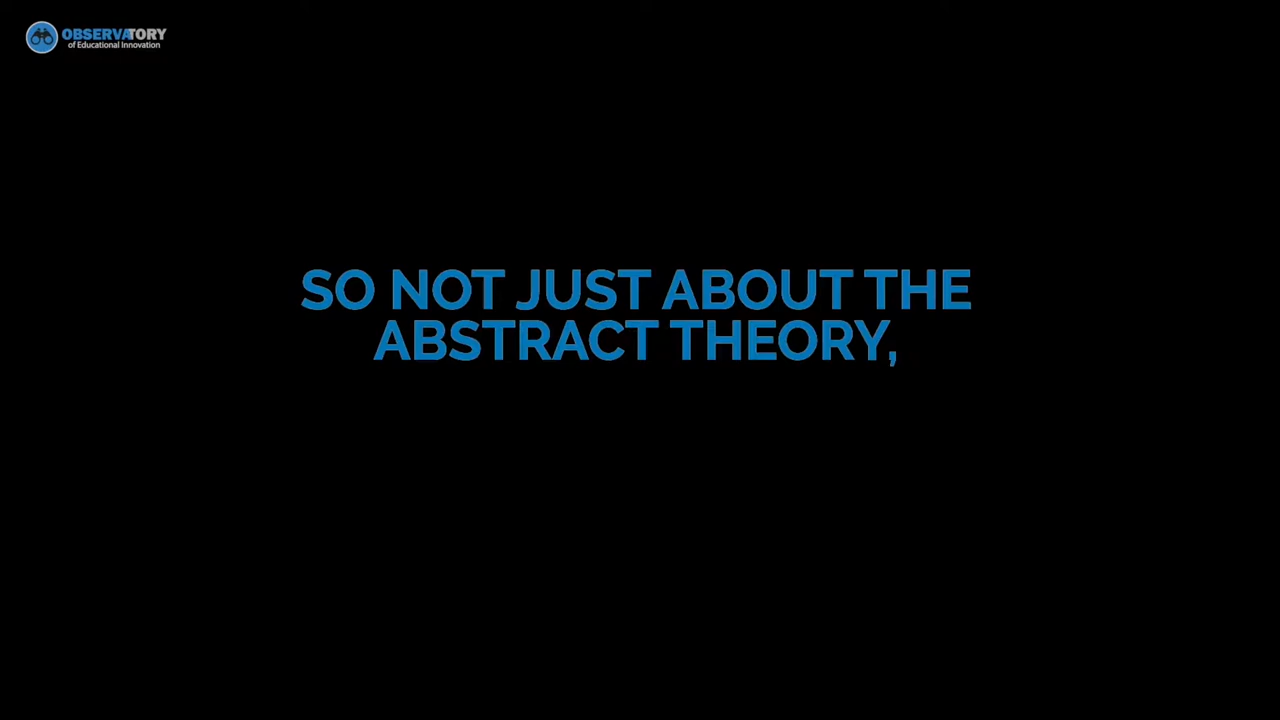 OBSERVATORY
of Educational Innovation
SO NOT JUST ABOUT THE
ABSTRACT THEORY,